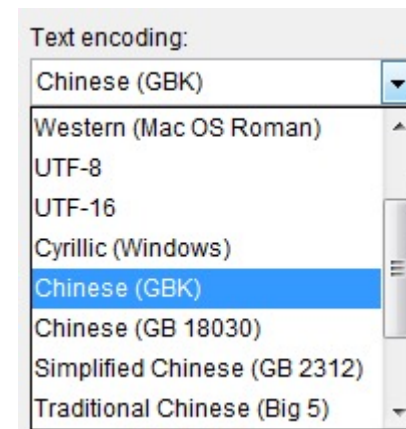 Text encoding:
Chinese (GBK)
Western (Mac OS Roman)
UTF-8
UTF-16
Cyrillic (Windows)
Chinese (GBK)
Chinese (GB 18030)
Simplified Chinese (GB 2312)
Traditional Chinese (Big 5)